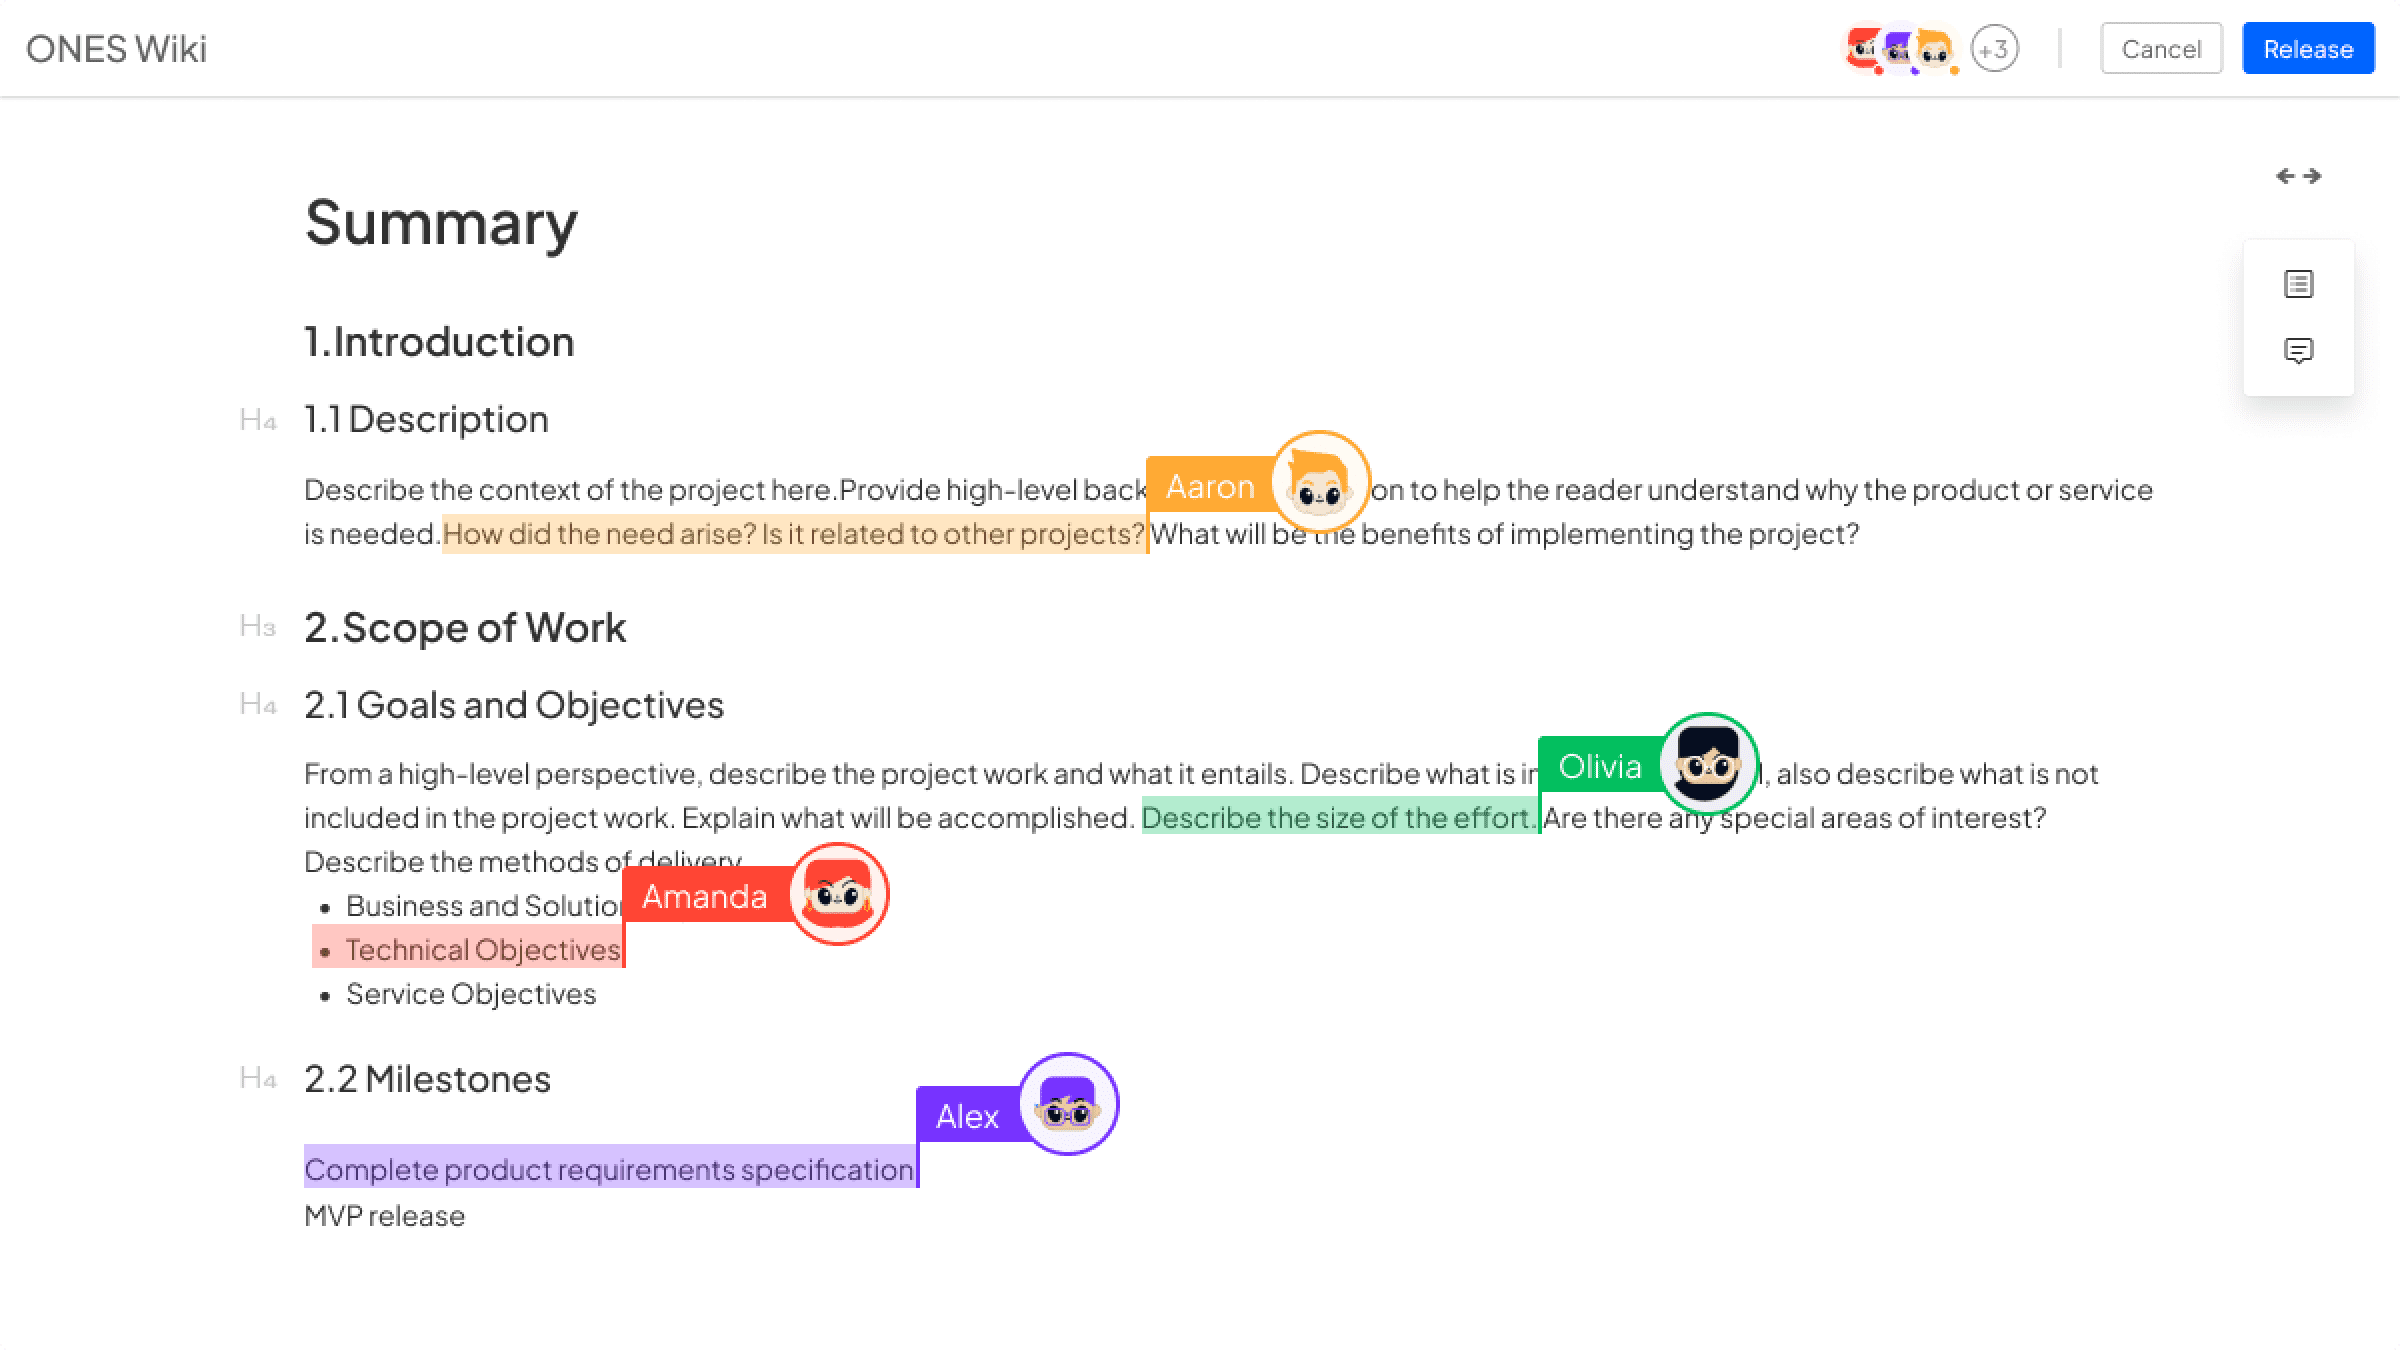 ONES Wiki
+3
Cancel
Release
Summary
1.Introduction
H4 1.1 Description
Describe the context of the project here.Provide high-level back
Aaron
on to help the reader understand why the product or service
is needed.How did the need arise? Is it related to other projects? What will be the benefits of implementing the project?
H3 2.Scope of Work
H4 2.1 Goals and Objectives
From a high-level perspective, describe the project work and what it entails. Describe what is
Olivia
, also describe what is not
included in the project work. Explain what will be accomplished. Describe the size of the effort. Are there any special areas of interest?
Describe the methods of delivery
Amanda
• Business and
• Technical Objectives
• Service Objectives
H4 2.2 Milestones
Alex
Complete product requirements specification
MVP release